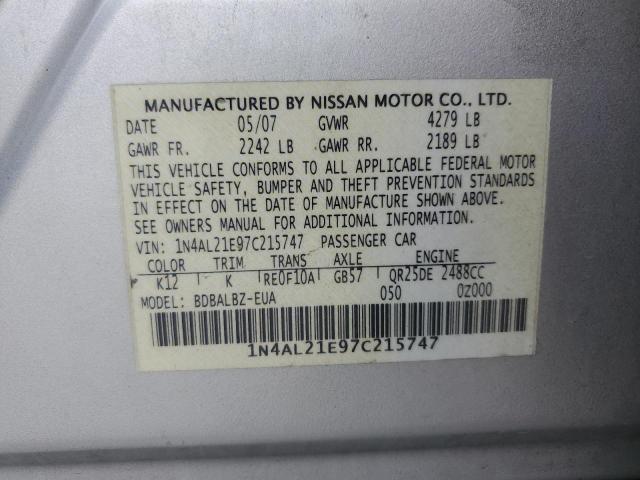 MANUFACTURED BY NISSAN MOTOR CO., LTD.
DATE 05/07 GVWR 4279 LB
GAWR FR. 2242 LB GAWR RR. 2189 LB
THIS VEHICLE CONFORMS TO ALL APPLICABLE FEDERAL MOTOR
VEHICLE SAFETY, BUMPER AND THEFT PREVENTION STANDARDS
IN EFFECT ON THE DATE OF MANUFACTURE SHOWN ABOVE.
SEE OWNERS MANUAL FOR ADDITIONAL INFORMATION.
VIN: 1N4AL21E97C215747 PASSENGER CAR
COLOR TRIM TRANS AXLE ENGINE
K12 K RE0F10A GB57 QR25DE 2488CC
MODEL: BDBALBZ-EUA 050 0Z000
1N4AL21E97C215747